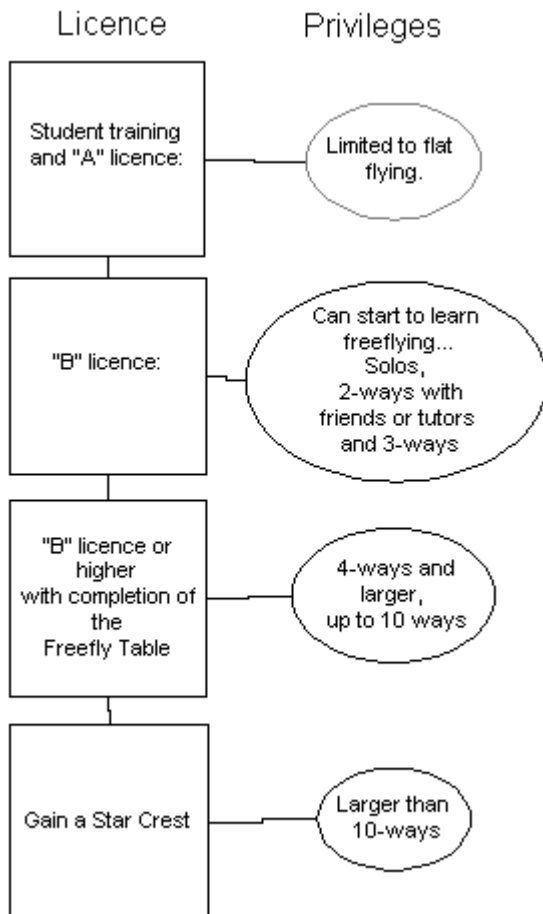 Licence
Privileges
Student training
and "A" licence:
Limited to flat
flying.
"B" licence:
Can start to learn
freeflying...
Solos,
2-ways with
friends or tutors
and 3-ways
"B" licence or
higher
with completion of
the
Freefly Table
4-ways and
larger,
up to 10 ways
Gain a Star Crest
Larger than
10-ways